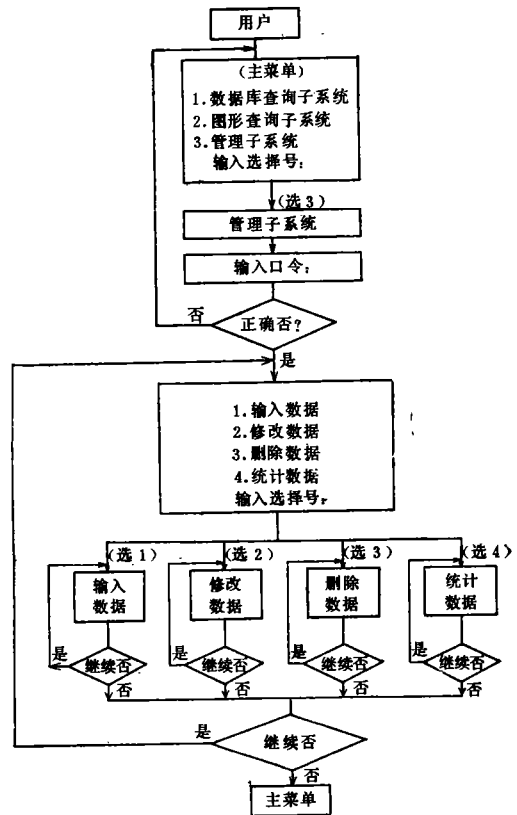 用户
(主菜单)
1.数据库查询子系统
2.图形查询子系统
3.管理子系统
输入选择号:
(选3)
管理子系统
输入口令:
否
正确否?
是
1.输入数据
2.修改数据
3.删除数据
4.统计数据
输入选择号:
(选1)
(选2)
(选3)
(选4)
输入
数据
修改
数据
删除
数据
统计
数据
是
继续否
是
继续否
是
继续否
是
继续否
否
否
否
否
是
继续否
否
主菜单